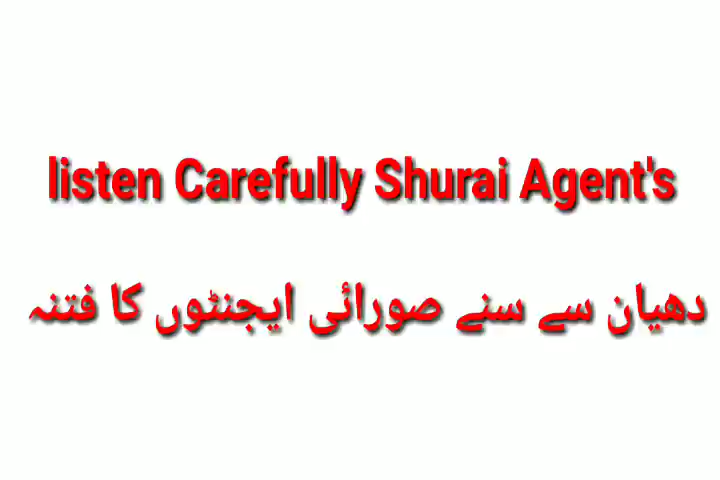 listen Carefully Shurai Agent's
دھیان سے سنے صورائی ایجنٹوں کا فتنہ